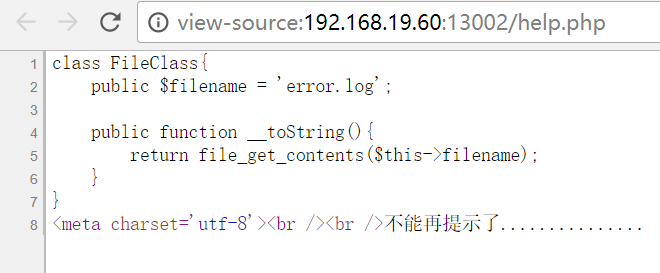 view-source:192.168.19.60:13002/help.php
1 class FileClass{
2     public $filename = 'error.log';
3
4     public function __toString(){
5         return file_get_contents($this->filename);
6     }
7 }
8 <meta charset='utf-8'><br /><br />不能再提示了...............